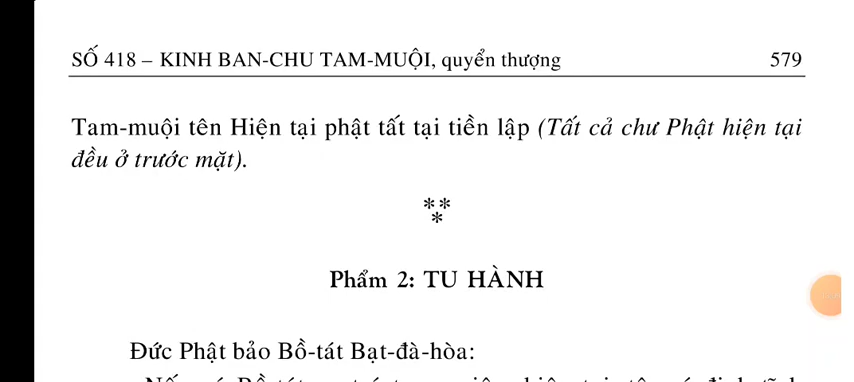 SỐ 418 – KINH BAN-CHU TAM-MUỘI, quyển thượng 579
Tam-muội tên Hiện tại phật tất tại tiền lập (Tất cả chư Phật hiện tại
đều ở trước mặt).
**
*
Phẩm 2: TU HÀNH
Đức Phật bảo Bồ-tát Bạt-đà-hòa: